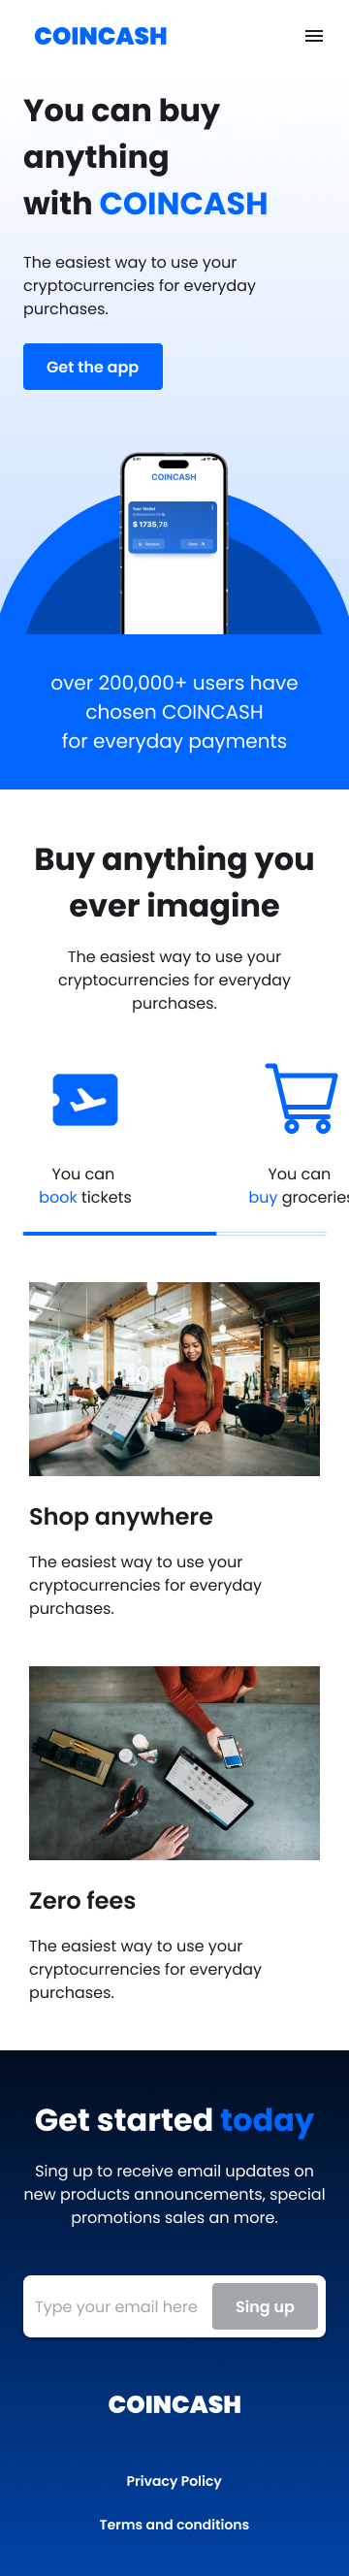 COINCASH
You can buy
anything
with COINCASH
The easiest way to use your
cryptocurrencies for everyday
purchases.
Get the app
COINCASH
Your Wallet
$ 1735,78
Receive
Send
over 200,000+ users have
chosen COINCASH
for everyday payments
Buy anything you
ever imagine
The easiest way to use your
cryptocurrencies for everyday
purchases.
You can
book tickets
You can
buy groceries
Shop anywhere
The easiest way to use your
cryptocurrencies for everyday
purchases.
Zero fees
The easiest way to use your
cryptocurrencies for everyday
purchases.
Get started today
Sing up to receive email updates on
new products announcements, special
promotions sales an more.
Type your email here
Sing up
COINCASH
Privacy Policy
Terms and conditions